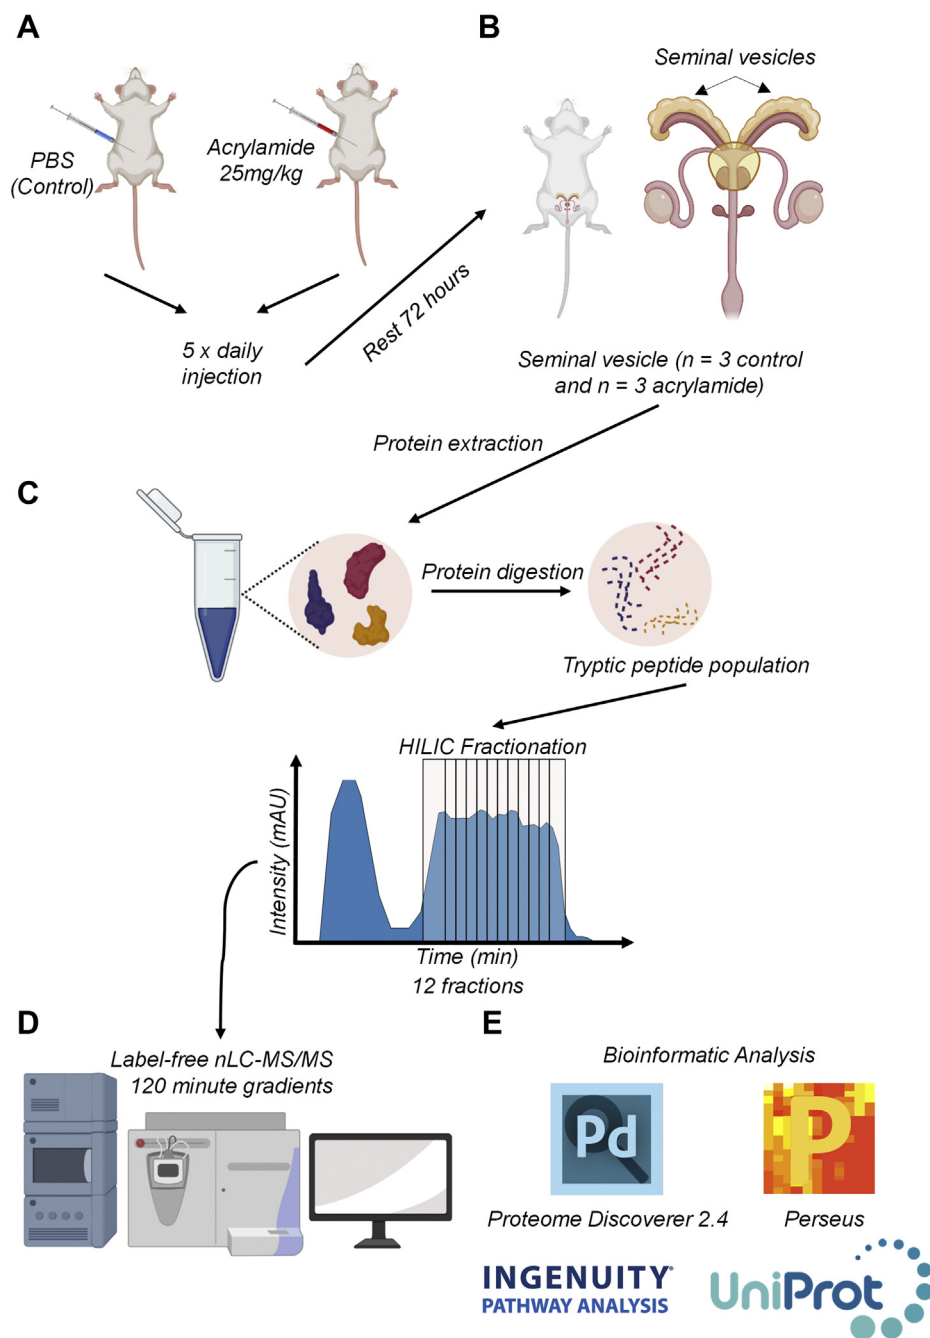 A
PBS
(Control)
Acrylamide
25mg/kg
5 x daily
injection
Rest 72 hours
B
Seminal vesicles
Seminal vesicle (n = 3 control
and n = 3 acrylamide)
Protein extraction
C
Protein digestion
Tryptic peptide population
HILIC Fractionation
Intensity (mAU)
Time (min)
12 fractions
D
Label-free nLC-MS/MS
120 minute gradients
E
Bioinformatic Analysis
Pd
P
Proteome Discoverer 2.4
Perseus
INGENUITY®
PATHWAY ANALYSIS
UniProt